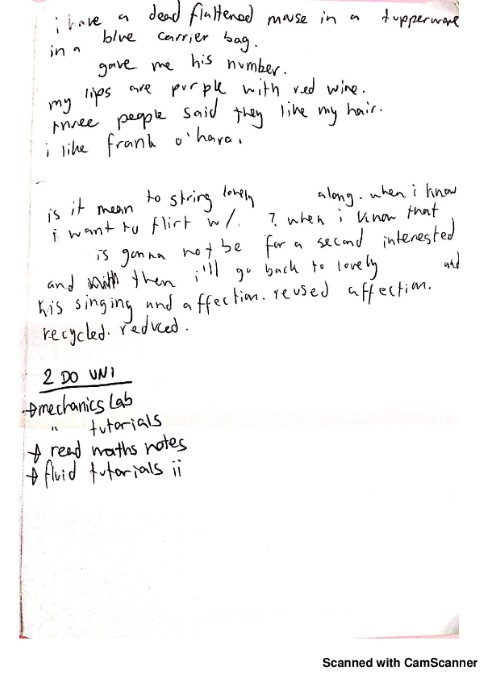 i have a dead flattened mouse in a tupperware
in a blue carrier bag.
gave me his number.
my lips are purple with red wine.
three people said they like my hair.
i like frank o'hara.
is it mean to string lovely along. when i know
i want to flirt w/. ? when i know that
is gonna not be for a second interested
and then i'll go back to lovely and
his singing and affection. reused affection.
recycled. reduced.
2 DO UNI
→ mechanics Lab
" tutorials
→ read maths notes
→ fluid tutorials ii
Scanned with CamScanner